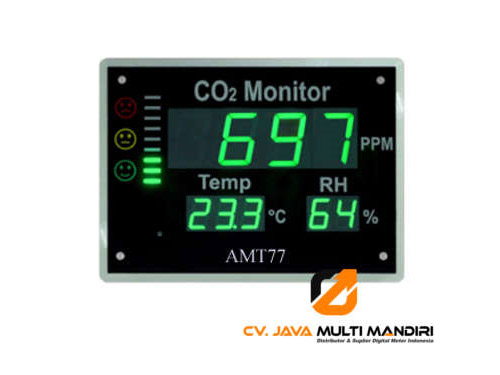 CO2 Monitor
697 PPM
Temp RH
23.3 °C 64 %
AMT77
CV. JAVA MULTI MANDIRI
Distributor & Suplier Digital Meter Indonesia